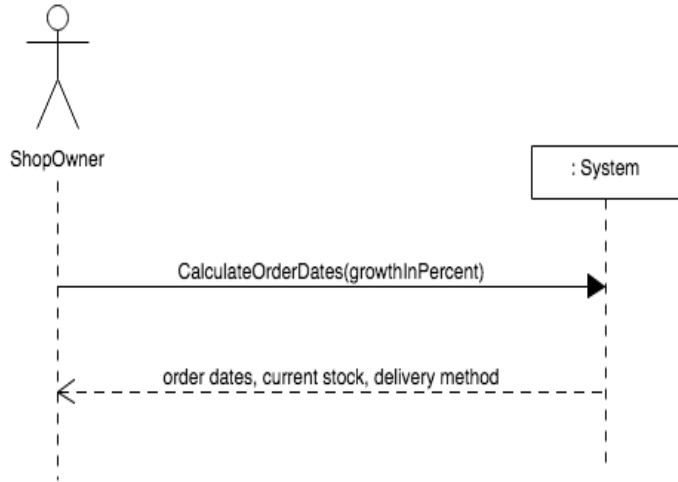 ShopOwner
: System
CalculateOrderDates(growthInPercent)
order dates, current stock, delivery method